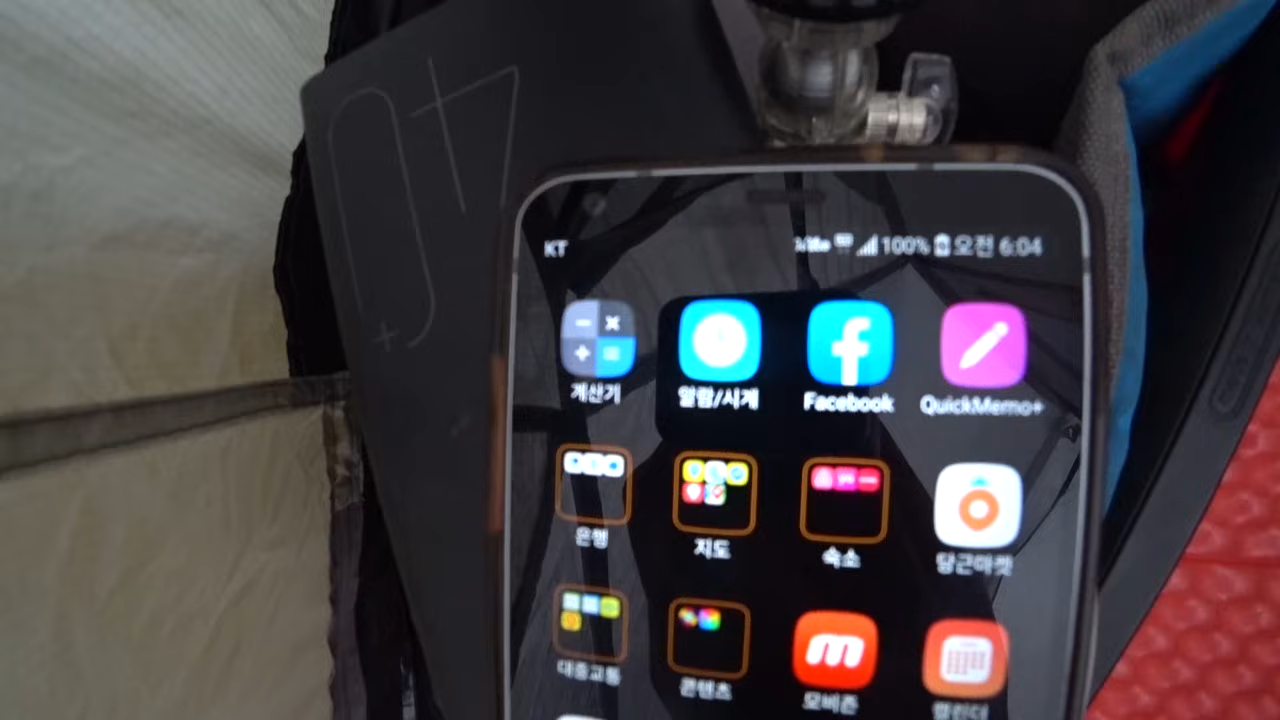 KT 100% 오전 6:04
계산기 알람/시계 Facebook QuickMemo+
은행 지도 숙소 당근마켓
대중교통 콘텐츠 모비즌 캘린더